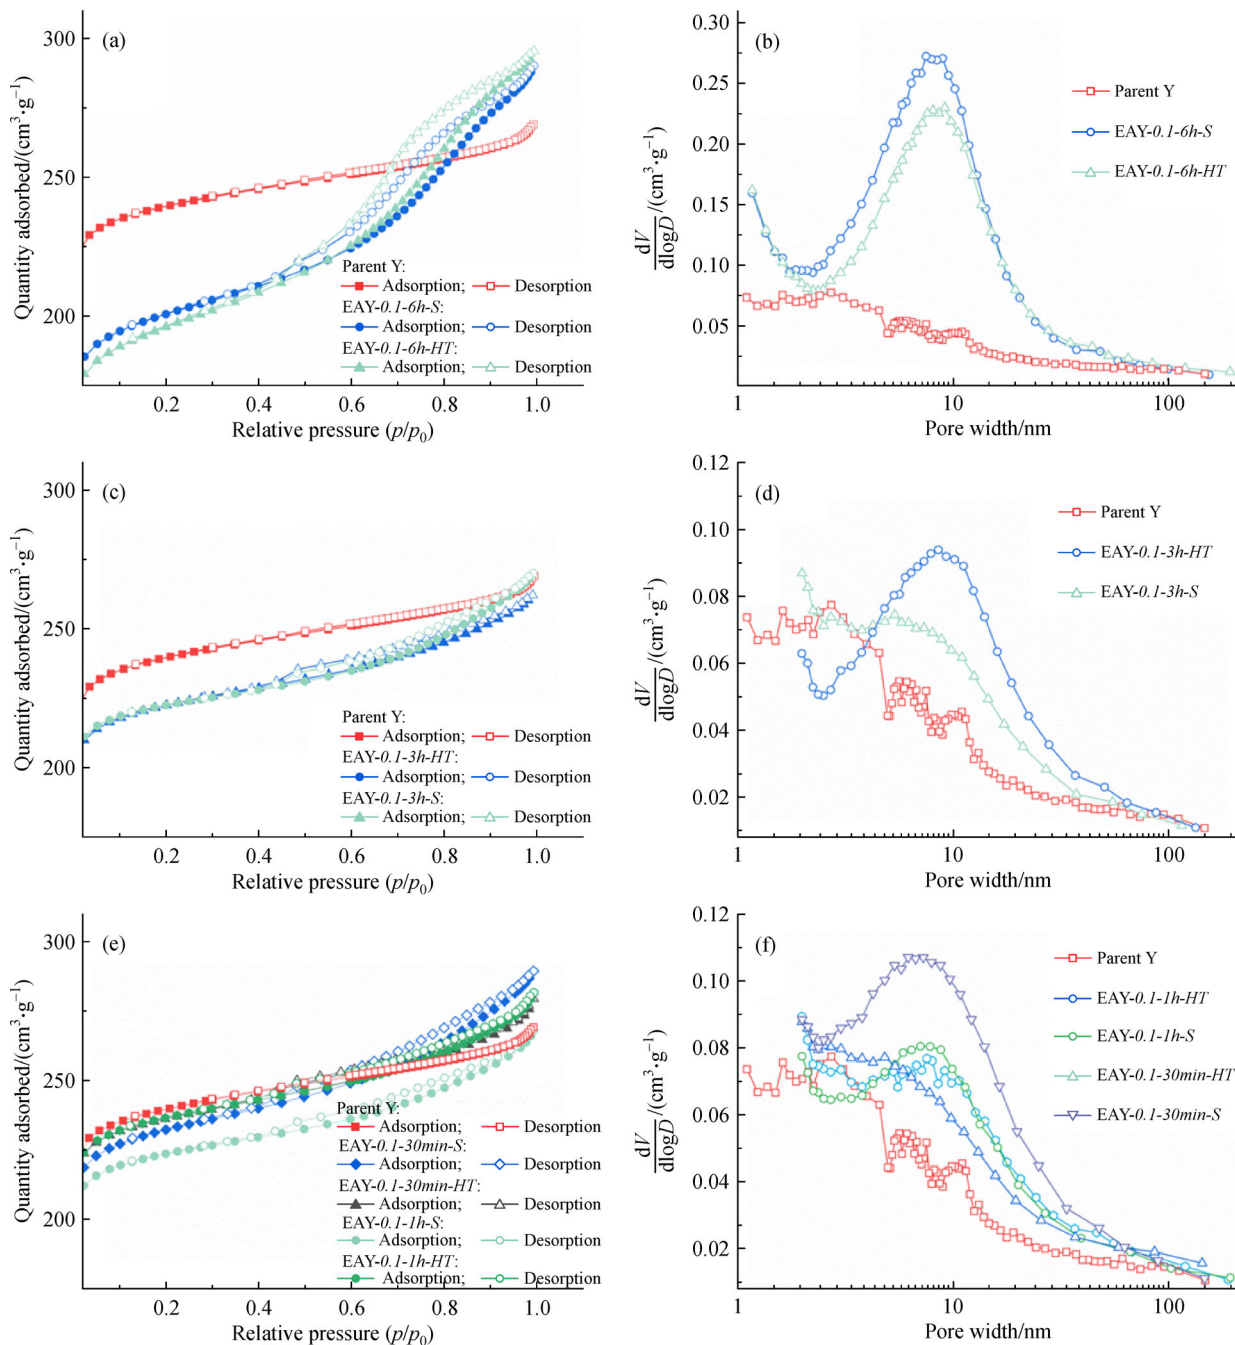 (a)
300
250
200
Quantity adsorbed/(cm³·g⁻¹)
Parent Y:
Adsorption; Desorption
EAY-0.1-6h-S:
Adsorption; Desorption
EAY-0.1-6h-HT:
Adsorption; Desorption
0.2 0.4 0.6 0.8 1.0
Relative pressure (p/p₀)
(b)
0.30
0.25
0.20
0.15
0.10
0.05
dV
dlogD /(cm³·g⁻¹)
Parent Y
EAY-0.1-6h-S
EAY-0.1-6h-HT
1 10 100
Pore width/nm
(c)
300
250
200
Quantity adsorbed/(cm³·g⁻¹)
Parent Y:
Adsorption; Desorption
EAY-0.1-3h-HT:
Adsorption; Desorption
EAY-0.1-3h-S:
Adsorption; Desorption
0.2 0.4 0.6 0.8 1.0
Relative pressure (p/p₀)
(d)
0.12
0.10
0.08
0.06
0.04
0.02
dV
dlogD /(cm³·g⁻¹)
Parent Y
EAY-0.1-3h-HT
EAY-0.1-3h-S
1 10 100
Pore width/nm
(e)
300
250
200
Quantity adsorbed/(cm³·g⁻¹)
Parent Y:
Adsorption; Desorption
EAY-0.1-30min-S:
Adsorption; Desorption
EAY-0.1-30min-HT:
Adsorption; Desorption
EAY-0.1-1h-S:
Adsorption; Desorption
EAY-0.1-1h-HT:
Adsorption; Desorption
0.2 0.4 0.6 0.8 1.0
Relative pressure (p/p₀)
(f)
0.12
0.10
0.08
0.06
0.04
0.02
dV
dlogD /(cm³·g⁻¹)
Parent Y
EAY-0.1-1h-HT
EAY-0.1-1h-S
EAY-0.1-30min-HT
EAY-0.1-30min-S
1 10 100
Pore width/nm